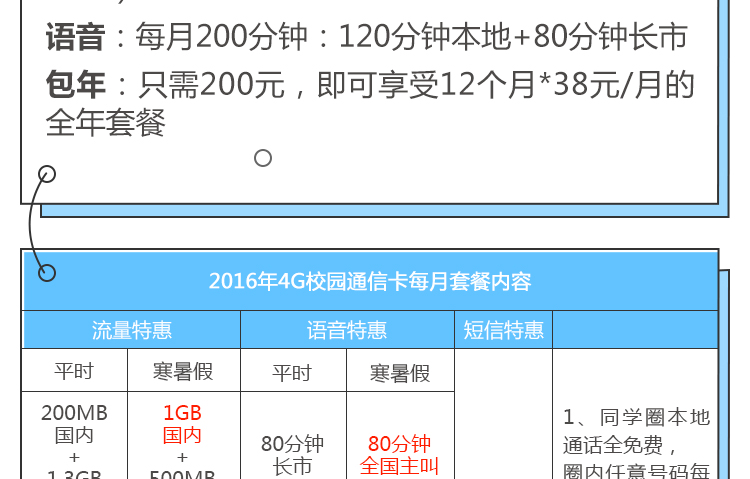 语音：每月200分钟：120分钟本地+80分钟长市
包年：只需200元，即可享受12个月*38元/月的
全年套餐
2016年4G校园通信卡每月套餐内容
流量特惠 语音特惠 短信特惠
平时 寒暑假 平时 寒暑假
200MB
国内
+
1.3GB
1GB
国内
+
500MB
80分钟
长市
80分钟
全国主叫
1、同学圈本地
通话全免费，
圈内任意号码每